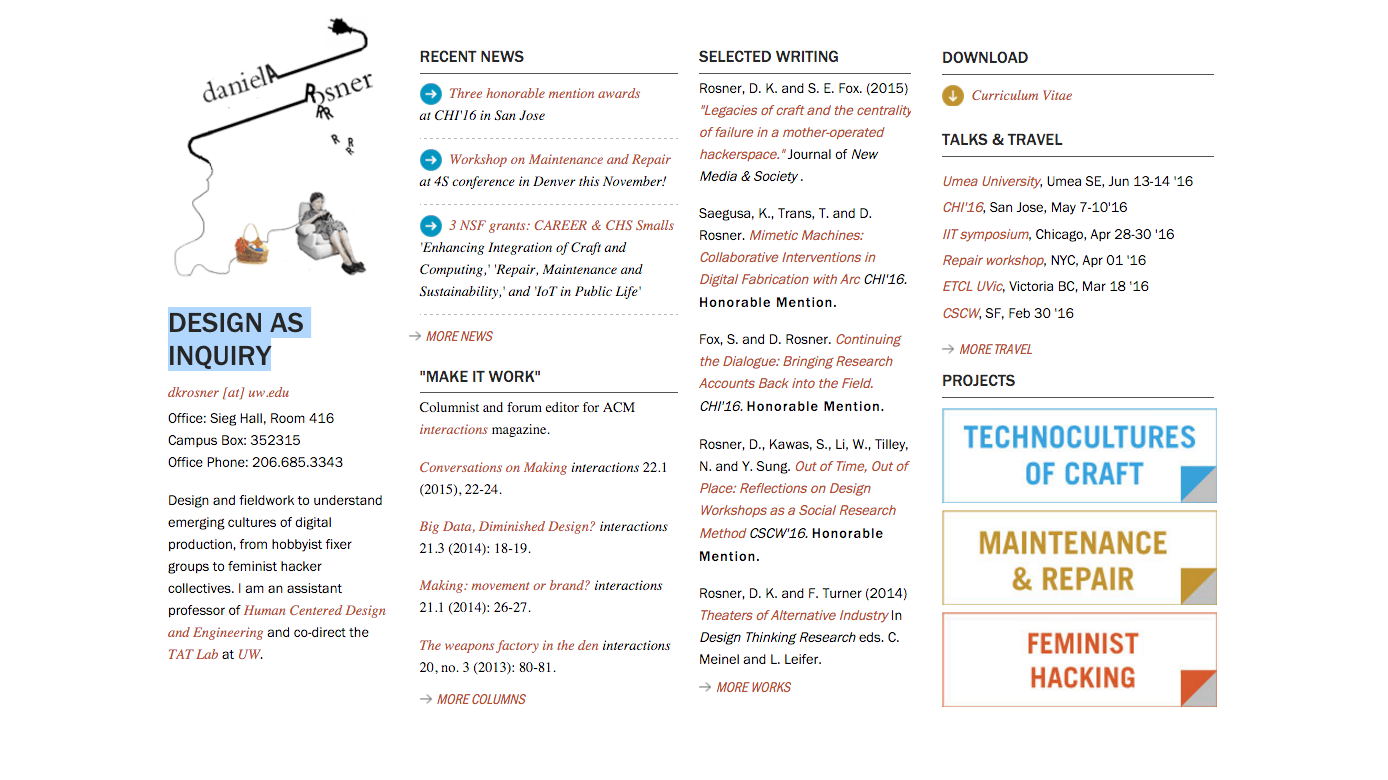 danielA
Rosner
RR
R R
R
DESIGN AS
INQUIRY
dkrosner [at] uw.edu
Office: Sieg Hall, Room 416
Campus Box: 352315
Office Phone: 206.685.3343
Design and fieldwork to understand
emerging cultures of digital
production, from hobbyist fixer
groups to feminist hacker
collectives. I am an assistant
professor of Human Centered Design
and Engineering and co-direct the
TAT Lab at UW.
RECENT NEWS
Three honorable mention awards
at CHI'16 in San Jose
Workshop on Maintenance and Repair
at 4S conference in Denver this November!
3 NSF grants: CAREER & CHS Smalls
'Enhancing Integration of Craft and
Computing,' 'Repair, Maintenance and
Sustainability,' and 'IoT in Public Life'
→ MORE NEWS
"MAKE IT WORK"
Columnist and forum editor for ACM
interactions magazine.
Conversations on Making interactions 22.1
(2015), 22-24.
Big Data, Diminished Design? interactions
21.3 (2014): 18-19.
Making: movement or brand? interactions
21.1 (2014): 26-27.
The weapons factory in the den interactions
20, no. 3 (2013): 80-81.
→ MORE COLUMNS
SELECTED WRITING
Rosner, D. K. and S. E. Fox. (2015)
"Legacies of craft and the centrality
of failure in a mother-operated
hackerspace." Journal of New
Media & Society .
Saegusa, K., Trans, T. and D.
Rosner. Mimetic Machines:
Collaborative Interventions in
Digital Fabrication with Arc CHI'16.
Honorable Mention.
Fox, S. and D. Rosner. Continuing
the Dialogue: Bringing Research
Accounts Back into the Field.
CHI'16. Honorable Mention.
Rosner, D., Kawas, S., Li, W., Tilley,
N. and Y. Sung. Out of Time, Out of
Place: Reflections on Design
Workshops as a Social Research
Method CSCW'16. Honorable
Mention.
Rosner, D. K. and F. Turner (2014)
Theaters of Alternative Industry In
Design Thinking Research eds. C.
Meinel and L. Leifer.
→ MORE WORKS
DOWNLOAD
Curriculum Vitae
TALKS & TRAVEL
Umea University, Umea SE, Jun 13-14 '16
CHI'16, San Jose, May 7-10'16
IIT symposium, Chicago, Apr 28-30 '16
Repair workshop, NYC, Apr 01 '16
ETCL UVic, Victoria BC, Mar 18 '16
CSCW, SF, Feb 30 '16
→ MORE TRAVEL
PROJECTS
TECHNOCULTURES
OF CRAFT
MAINTENANCE
& REPAIR
FEMINIST
HACKING